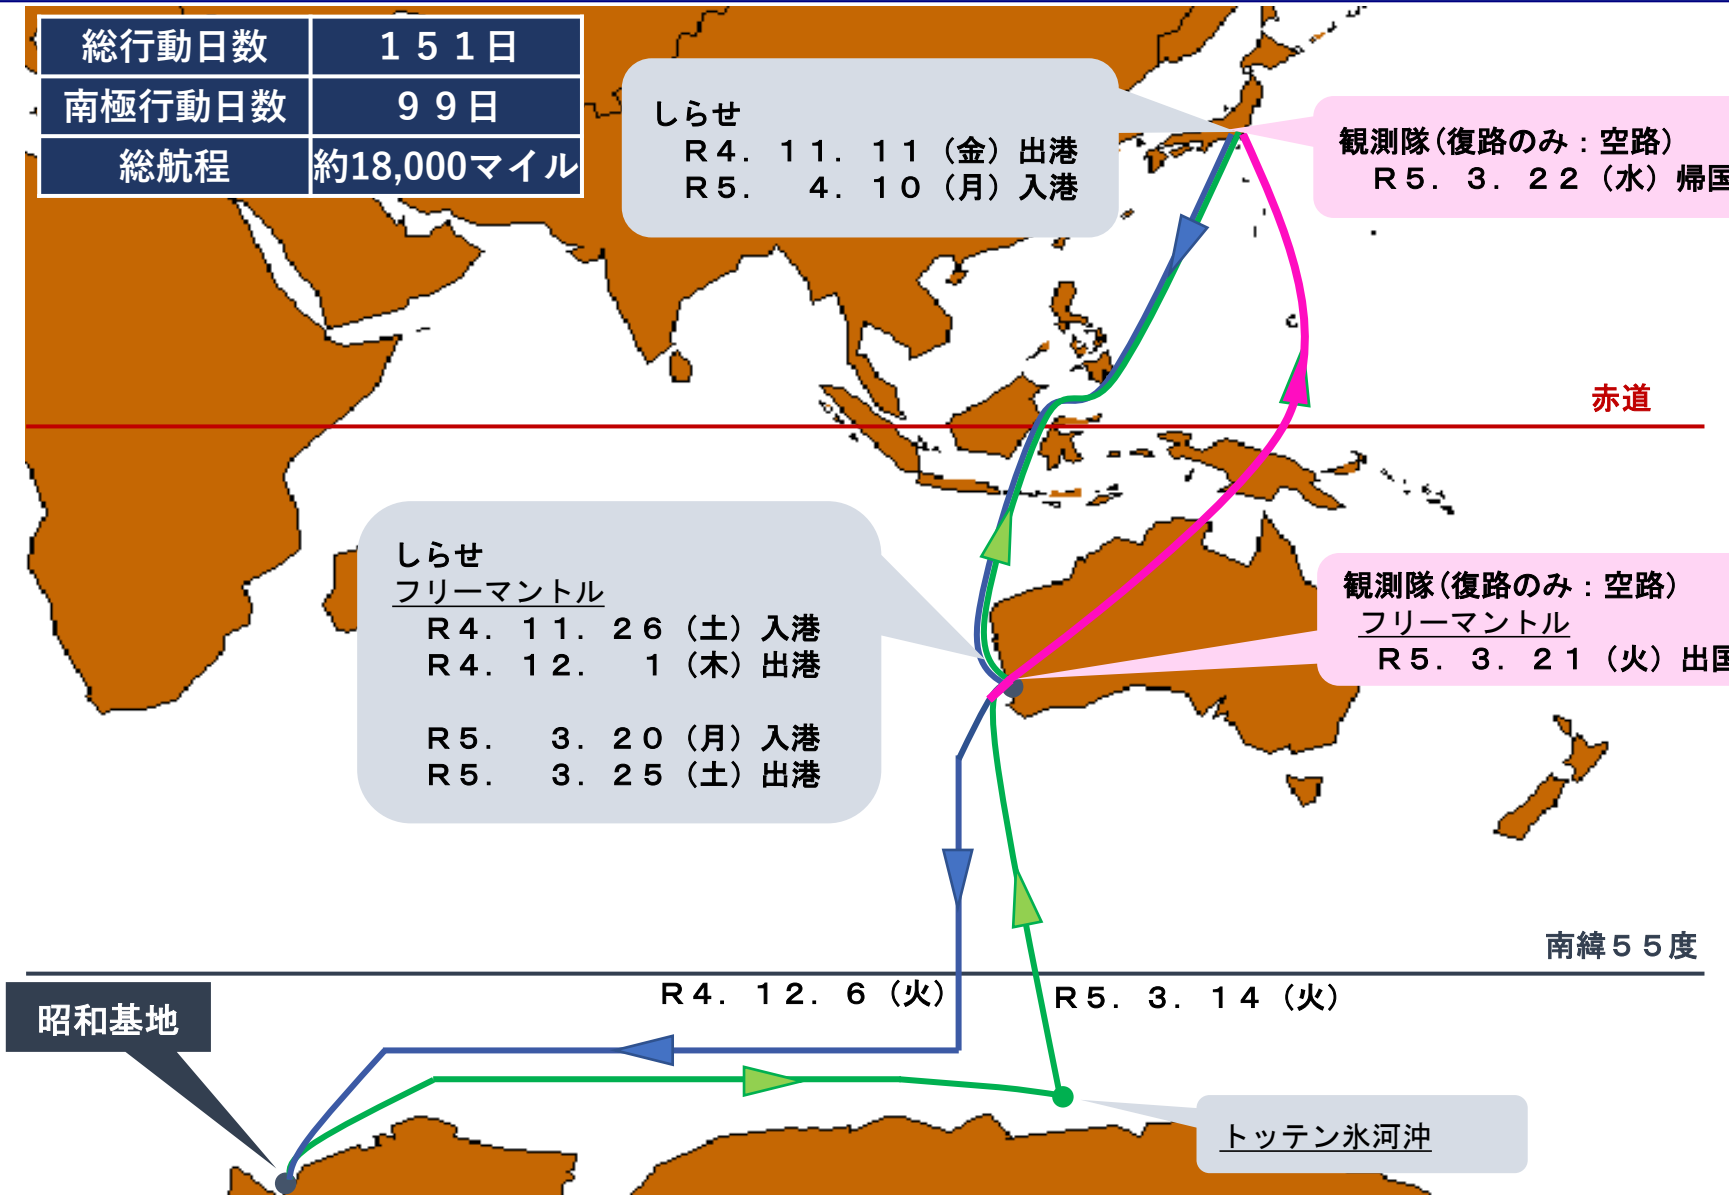 総行動日数 １５１日
南極行動日数 ９９日
総航程 約18,000マイル
しらせ
Ｒ４．１１．１１（金）出港
Ｒ５．　４．１０（月）入港
観測隊（復路のみ：空路）
Ｒ５．３．２２（水）帰国
赤道
しらせ
フリーマントル
Ｒ４．１１．２６（土）入港
Ｒ４．１２．　１（木）出港
Ｒ５．　３．２０（月）入港
Ｒ５．　３．２５（土）出港
観測隊（復路のみ：空路）
フリーマントル
Ｒ５．３．２１（火）出国
南緯５５度
Ｒ４．１２．６（火）
Ｒ５．３．１４（火）
昭和基地
トッテン氷河沖